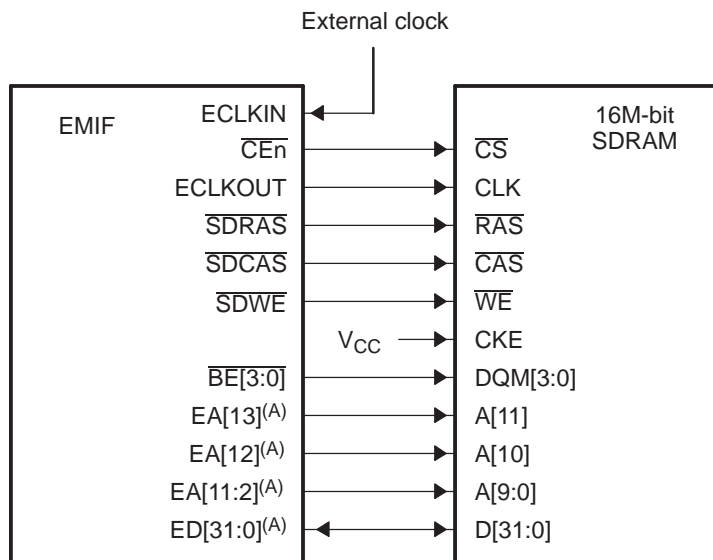 External clock
EMIF
ECLKIN
16M-bit
SDRAM
CEn
CS
ECLKOUT
CLK
SDRAS
RAS
SDCAS
CAS
SDWE
WE
VCC
CKE
BE[3:0]
DQM[3:0]
EA[13](A)
A[11]
EA[12](A)
A[10]
EA[11:2](A)
A[9:0]
ED[31:0](A)
D[31:0]